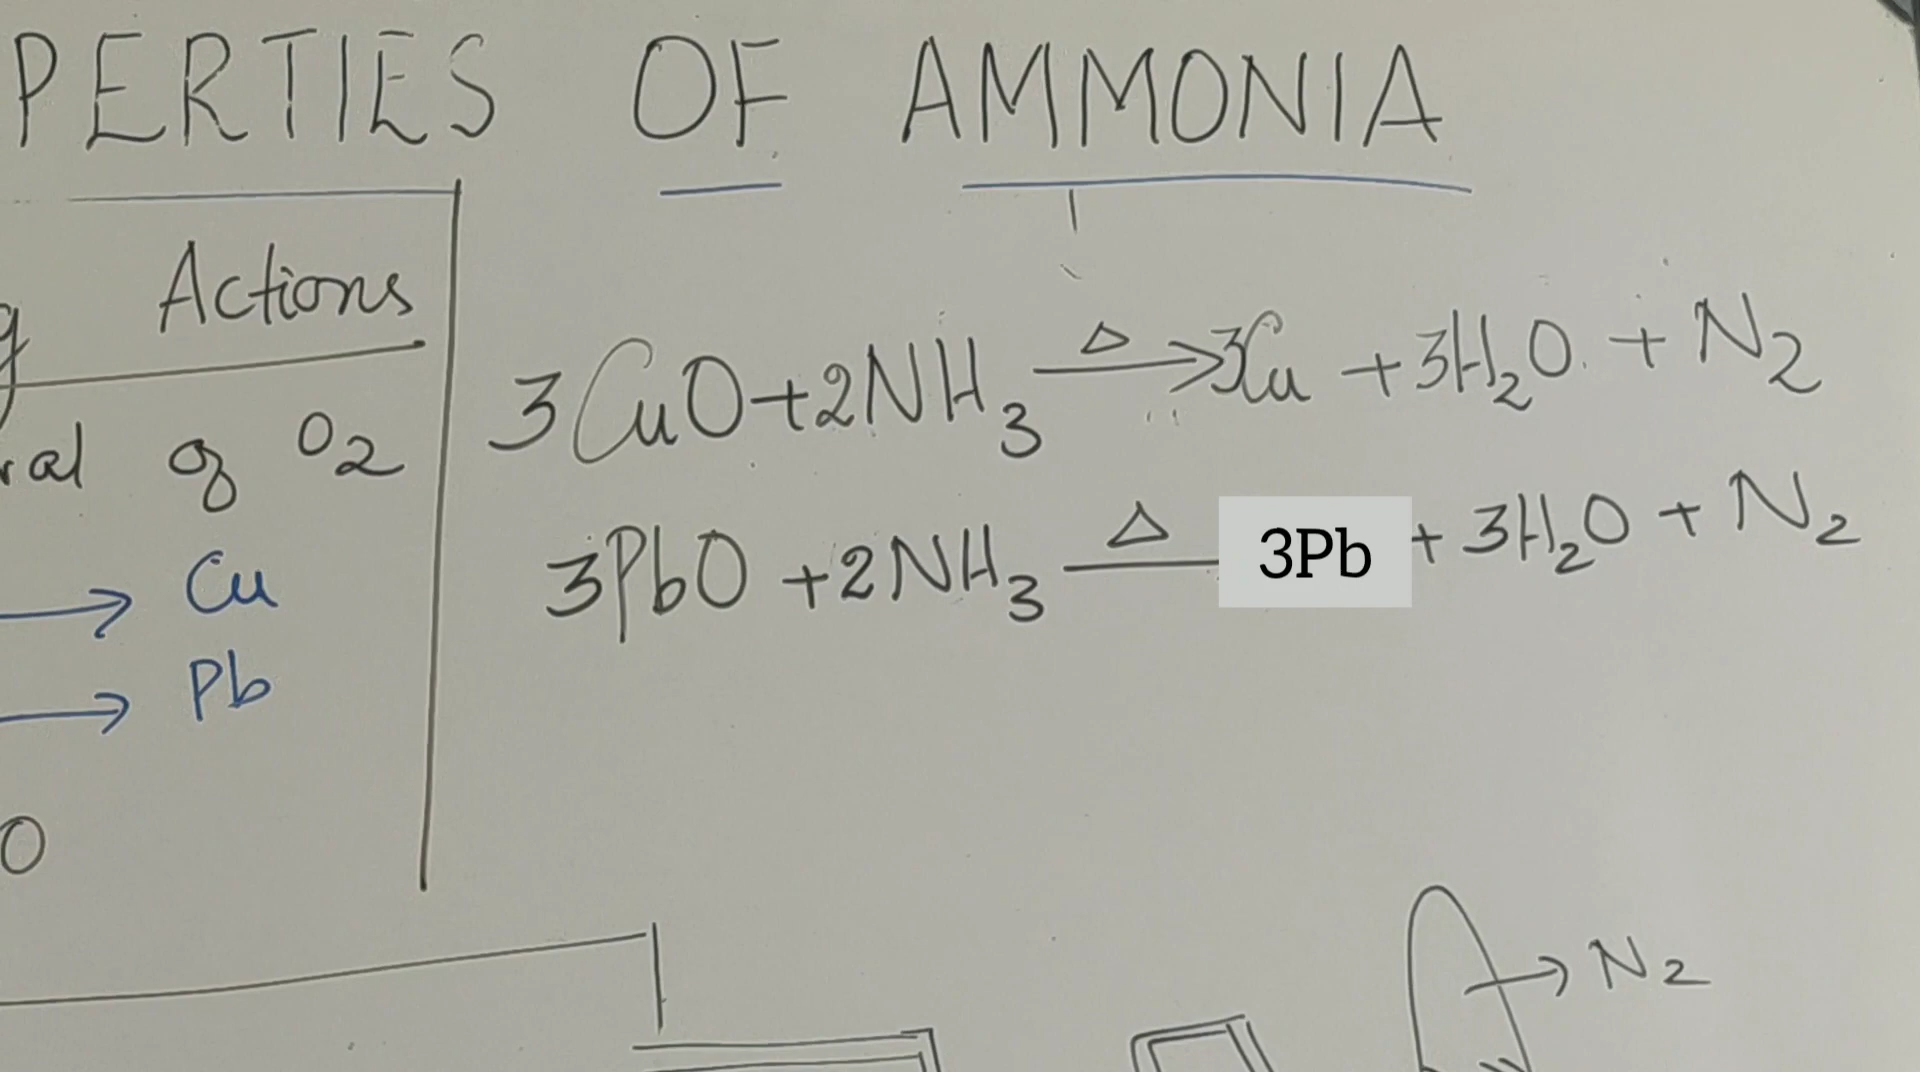 PERTIES OF AMMONIA
g Actions
ral of O₂
→ Cu
→ Pb
O
3CuO+2NH₃ —Δ→ 3Cu + 3H₂O + N₂
3PbO +2NH₃ —Δ— 3Pb + 3H₂O + N₂
→ N₂